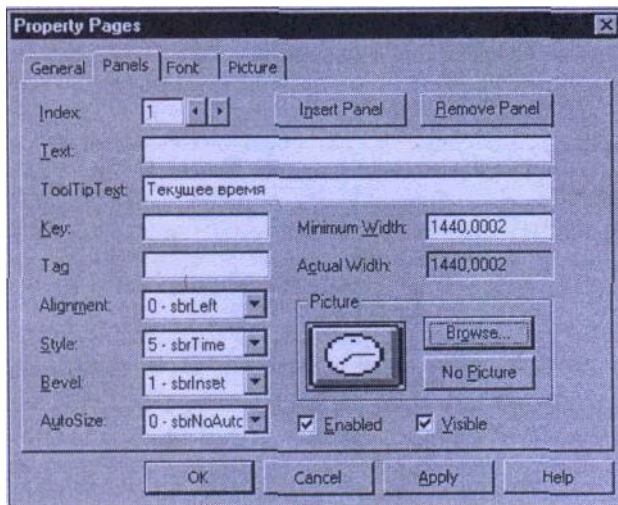 Property Pages
General Panels Font Picture
Index: 1 Insert Panel Remove Panel
Text:
ToolTipText: Текущее время
Key: Minimum Width: 1440,0002
Tag Actual Width: 1440,0002
Alignment: 0 - sbrLeft Picture
Style: 5 - sbrTime Browse...
Bevel: 1 - sbrInset No Picture
AutoSize: 0 - sbrNoAutc Enabled Visible
OK Cancel Apply Help